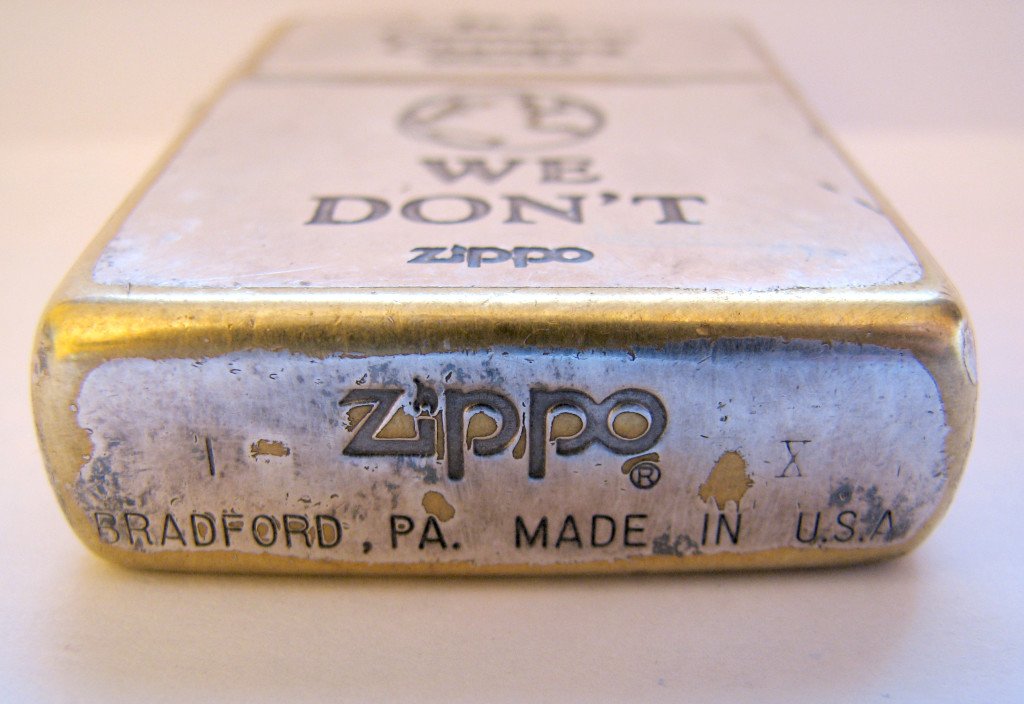 WE
DON'T
zippo
zippo®
I X
BRADFORD, PA. MADE IN U.S.A